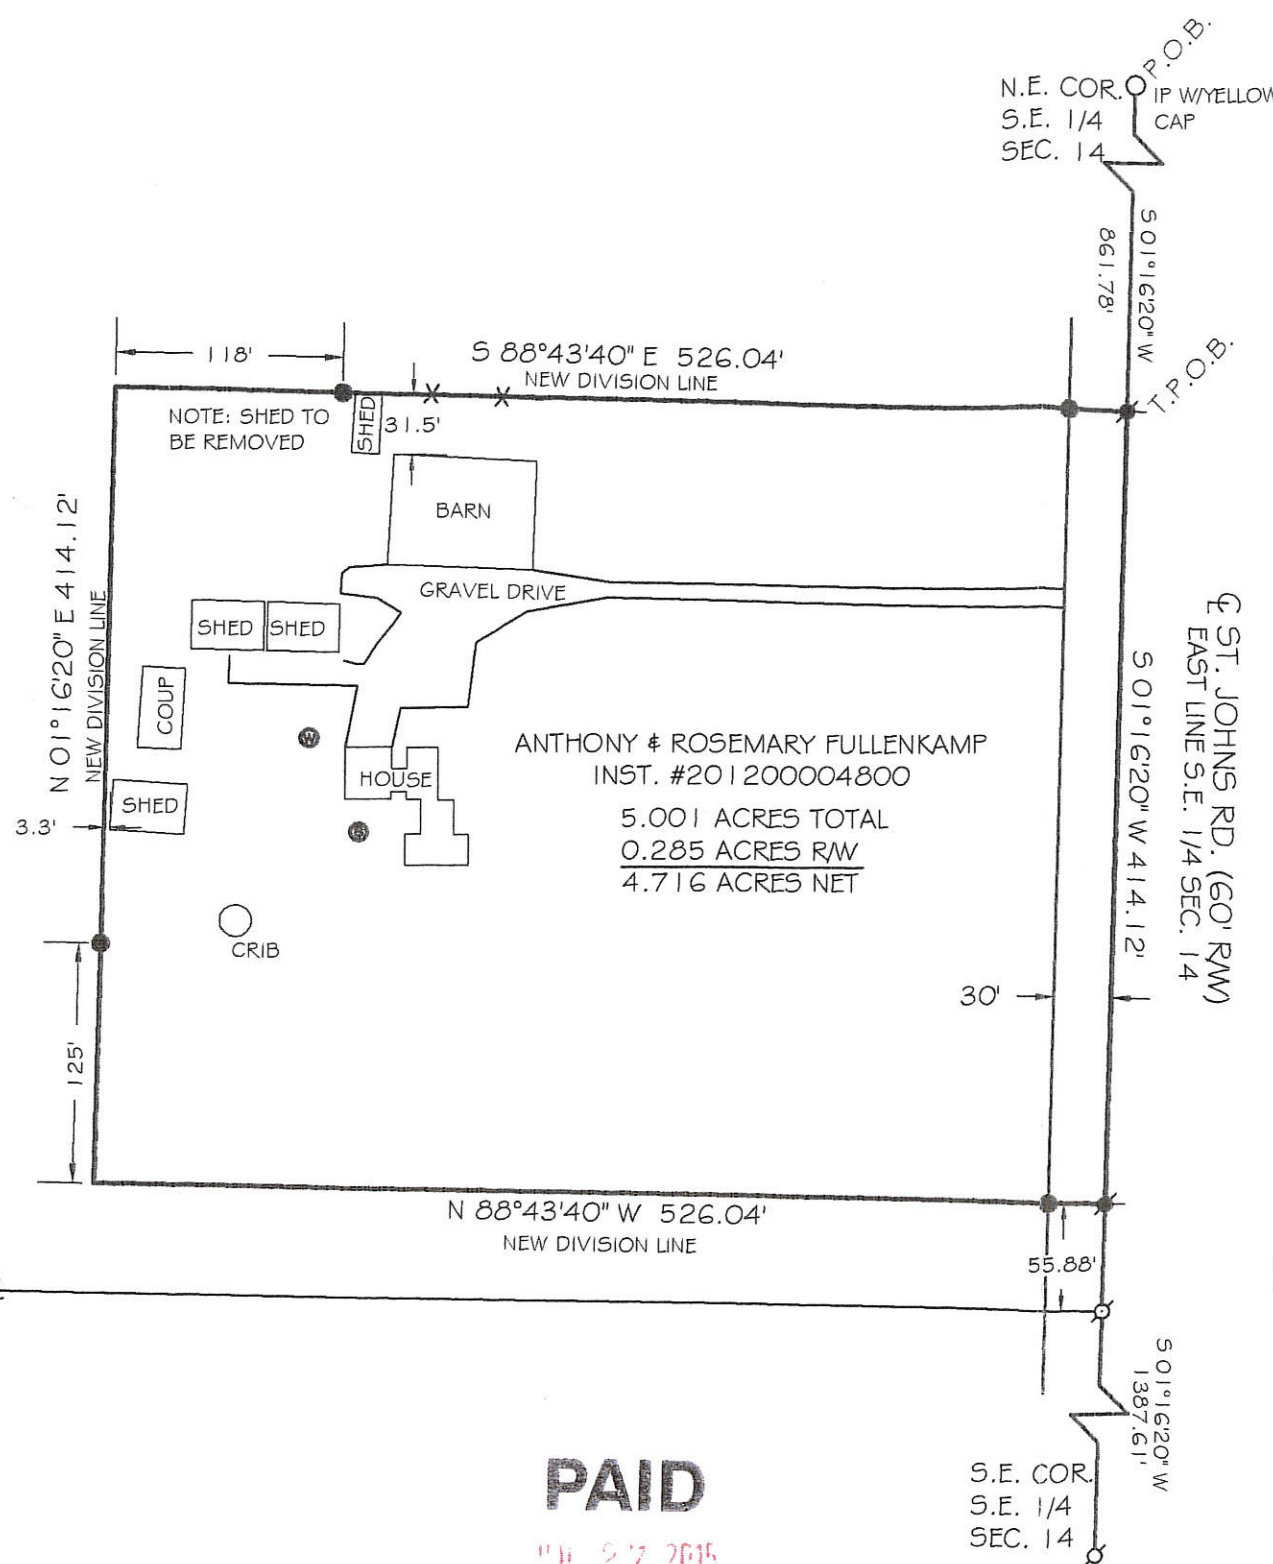 P.O.B.
N.E. COR.
S.E. 1/4
SEC. 14
IP W/YELLOW
CAP
S 01°16'20" W
861.78'
T.P.O.B.
118'
S 88°43'40" E 526.04'
NEW DIVISION LINE
NOTE: SHED TO
BE REMOVED
SHED
31.5'
BARN
GRAVEL DRIVE
N 01°16'20" E 414.12'
NEW DIVISION LINE
SHED
SHED
COUP
W
HOUSE
SHED
3.3'
S
CRIB
125'
ANTHONY & ROSEMARY FULLENKAMP
INST. #201200004800
5.001 ACRES TOTAL
0.285 ACRES R/W
4.716 ACRES NET
℄ ST. JOHNS RD. (60' R/W)
EAST LINE S.E. 1/4 SEC. 14
S 01°16'20" W 414.12'
30'
N 88°43'40" W 526.04'
NEW DIVISION LINE
55.88'
S 01°16'20" W
1387.61'
S.E. COR.
S.E. 1/4
SEC. 14
PAID